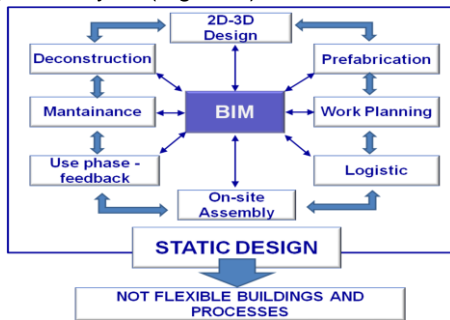 2D-3D
Design
Deconstruction
Prefabrication
Mantainance
BIM
Work Planning
Use phase -
feedback
Logistic
On-site
Assembly
STATIC DESIGN
NOT FLEXIBLE BUILDINGS AND
PROCESSES